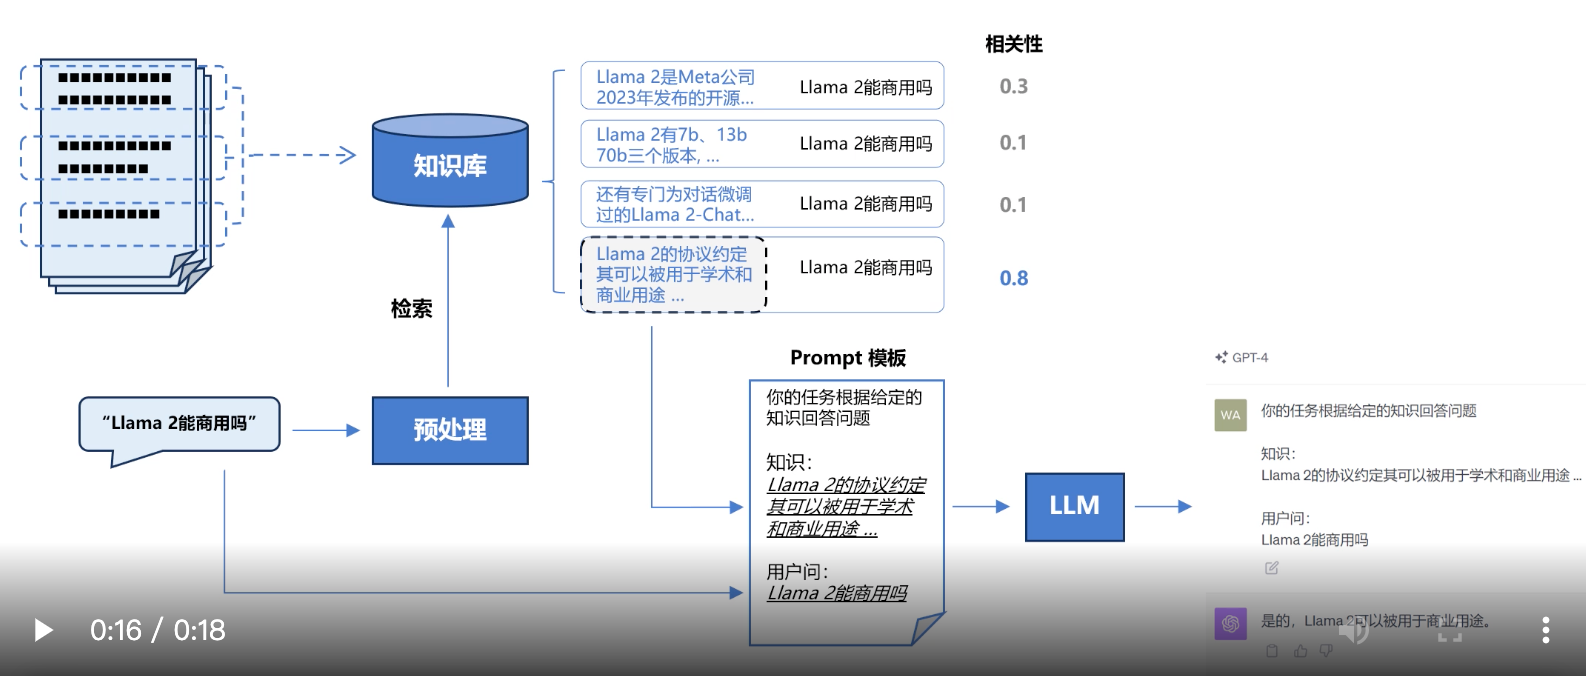 相关性
Llama 2是Meta公司
2023年发布的开源...
Llama 2能商用吗
0.3
Llama 2有7b、13b
70b三个版本, ...
Llama 2能商用吗
0.1
知识库
还有专门为对话微调
过的Llama 2-Chat...
Llama 2能商用吗
0.1
Llama 2的协议约定
其可以被用于学术和
商业用途 ...
Llama 2能商用吗
0.8
检索
“Llama 2能商用吗”
预处理
Prompt 模板
你的任务根据给定的
知识回答问题
知识：
Llama 2的协议约定
其可以被用于学术
和商业用途 ...
用户问：
Llama 2能商用吗
LLM
GPT-4
WA
你的任务根据给定的知识回答问题
知识：
Llama 2的协议约定其可以被用于学术和商业用途 ...
用户问：
Llama 2能商用吗
是的，Llama 2可以被用于商业用途。
0:16 / 0:18